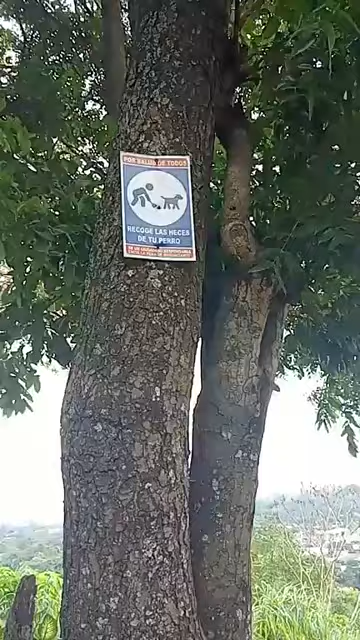 POR SALUD DE TODOS
RECOGE LAS HECES
DE TU PERRO